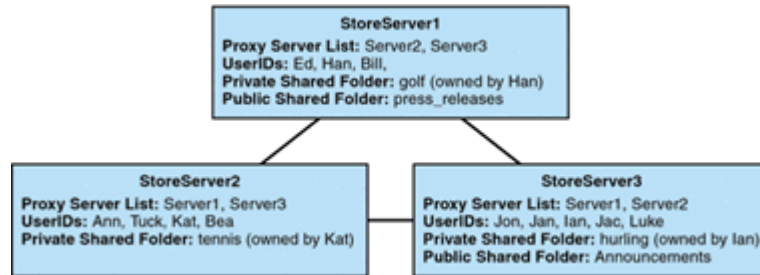 StoreServer1
Proxy Server List: Server2, Server3
UserIDs: Ed, Han, Bill,
Private Shared Folder: golf (owned by Han)
Public Shared Folder: press_releases
StoreServer2
Proxy Server List: Server1, Server3
UserIDs: Ann, Tuck, Kat, Bea
Private Shared Folder: tennis (owned by Kat)
StoreServer3
Proxy Server List: Server1, Server2
UserIDs: Jon, Jan, Ian, Jac, Luke
Private Shared Folder: hurling (owned by Ian)
Public Shared Folder: Announcements